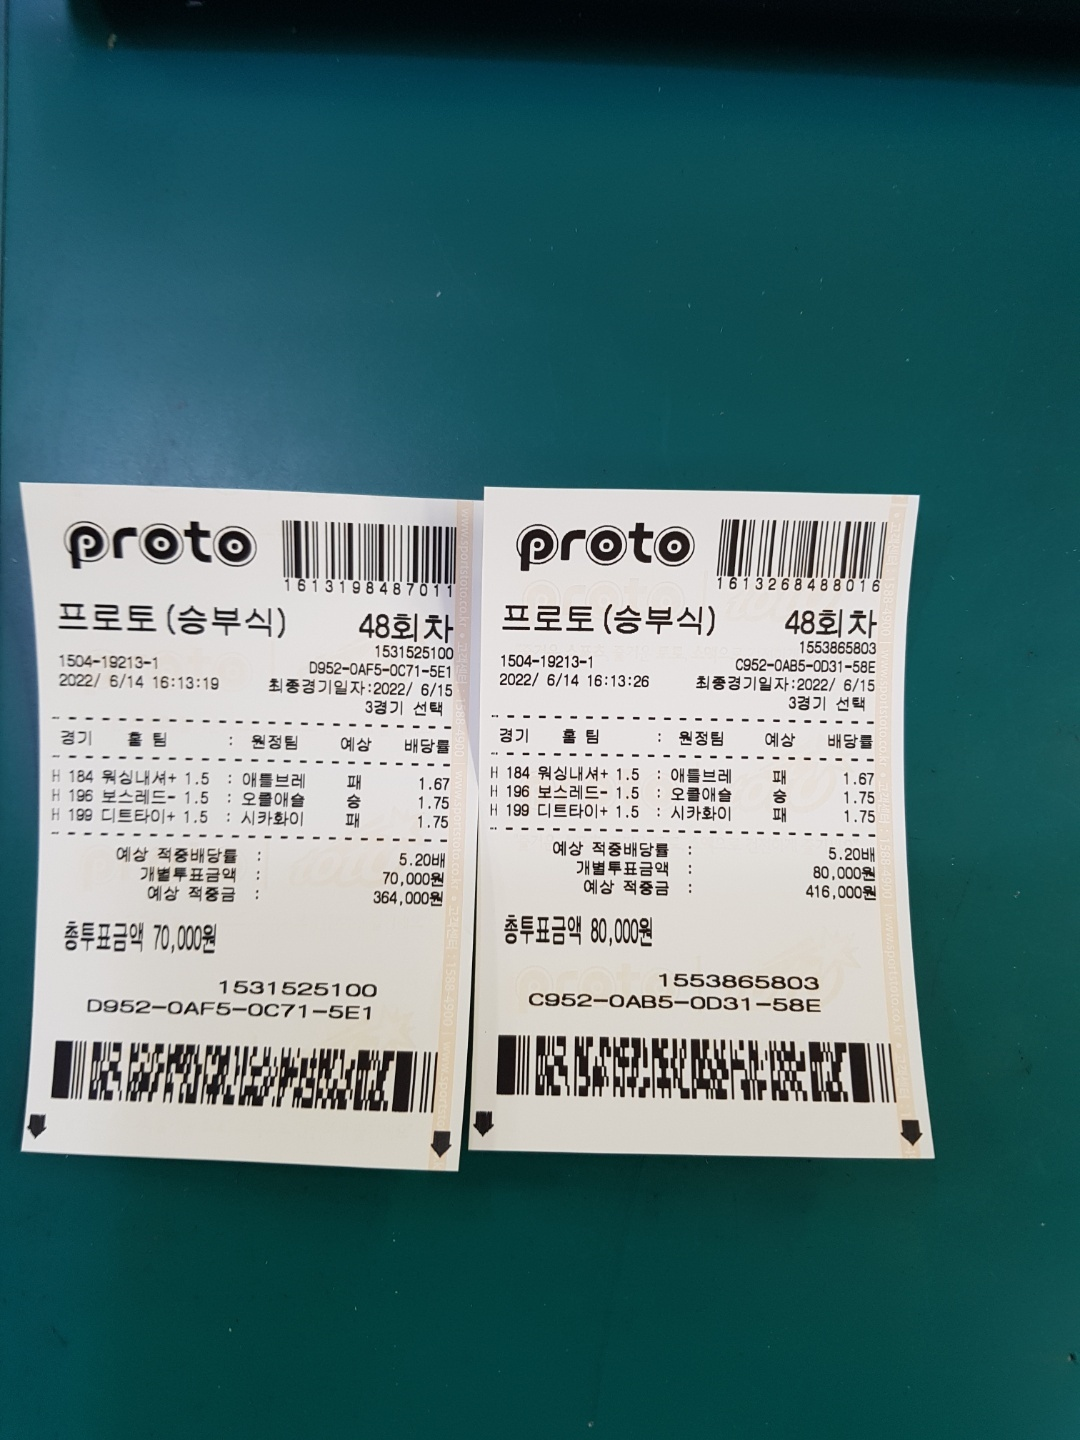 proto
1613198487011
프로토(승부식) 48회차
1531525100
1504-19213-1 D952-0AF5-0C71-5E1
2022/ 6/14 16:13:19 최종경기일자:2022/ 6/15
3경기 선택
경기 홈 팀 : 원정팀 예상 배당률
H 184 워싱내셔+ 1.5 : 애틀브레 패 1.67
H 196 보스레드- 1.5 : 오클애슬 승 1.75
H 199 디트타이+ 1.5 : 시카화이 패 1.75
예상 적중배당률 : 5.20배
개별투표금액 : 70,000원
예상 적중금 : 364,000원
총투표금액 70,000원
1531525100
D952-0AF5-0C71-5E1
proto
1613268488016
프로토(승부식) 48회차
1553865803
1504-19213-1 C952-0AB5-0D31-58E
2022/ 6/14 16:13:26 최종경기일자:2022/ 6/15
3경기 선택
경기 홈 팀 : 원정팀 예상 배당률
H 184 워싱내셔+ 1.5 : 애틀브레 패 1.67
H 196 보스레드- 1.5 : 오클애슬 승 1.75
H 199 디트타이+ 1.5 : 시카화이 패 1.75
예상 적중배당률 : 5.20배
개별투표금액 : 80,000원
예상 적중금 : 416,000원
총투표금액 80,000원
1553865803
C952-0AB5-0D31-58E